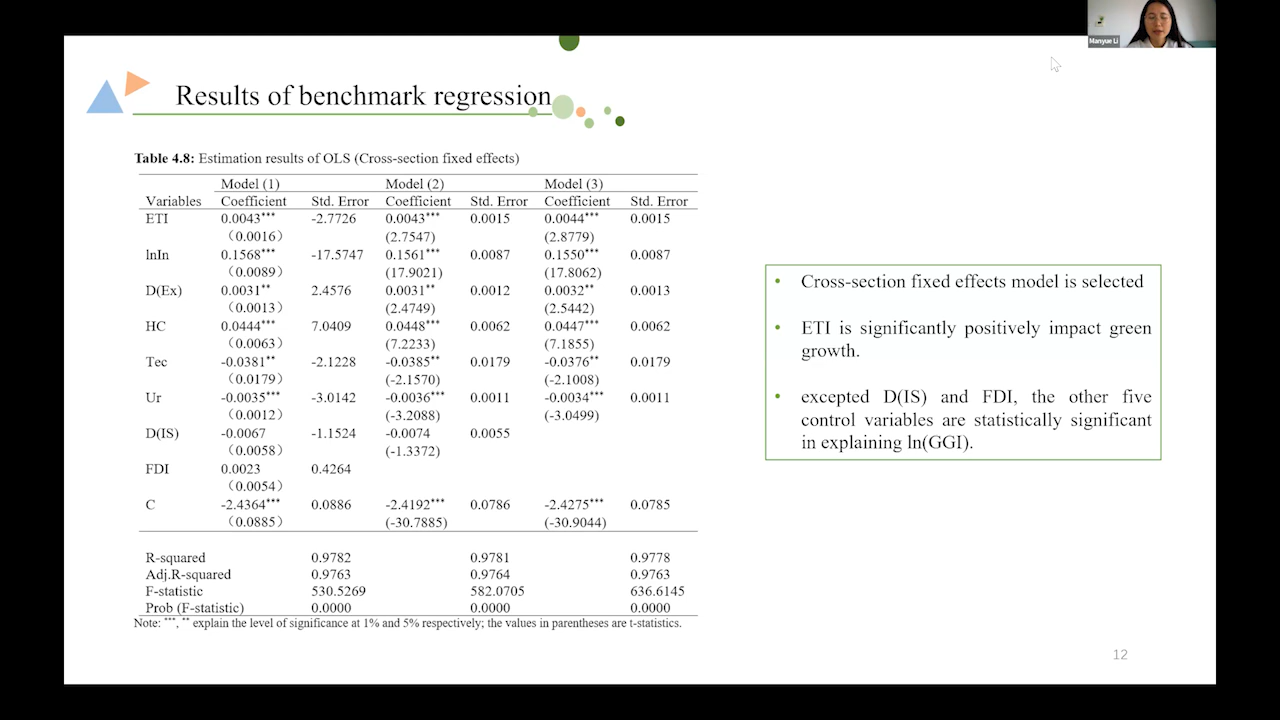 Manyue Li
Results of benchmark regression
Table 4.8: Estimation results of OLS (Cross-section fixed effects)
Model (1) Model (2) Model (3)
Variables Coefficient Std. Error Coefficient Std. Error Coefficient Std. Error
ETI 0.0043*** -2.7726 0.0043*** 0.0015 0.0044*** 0.0015
（0.0016） (2.7547) (2.8779)
lnIn 0.1568*** -17.5747 0.1561*** 0.0087 0.1550*** 0.0087
（0.0089） (17.9021) (17.8062)
D(Ex) 0.0031** 2.4576 0.0031** 0.0012 0.0032** 0.0013
（0.0013） (2.4749) (2.5442)
HC 0.0444*** 7.0409 0.0448*** 0.0062 0.0447*** 0.0062
（0.0063） (7.2233) (7.1855)
Tec -0.0381** -2.1228 -0.0385** 0.0179 -0.0376** 0.0179
（0.0179） (-2.1570) (-2.1008)
Ur -0.0035*** -3.0142 -0.0036*** 0.0011 -0.0034*** 0.0011
（0.0012） (-3.2088) (-3.0499)
D(IS) -0.0067 -1.1524 -0.0074 0.0055
（0.0058） (-1.3372)
FDI 0.0023 0.4264
（0.0054）
C -2.4364*** 0.0886 -2.4192*** 0.0786 -2.4275*** 0.0785
（0.0885） (-30.7885) (-30.9044)
R-squared 0.9782 0.9781 0.9778
Adj.R-squared 0.9763 0.9764 0.9763
F-statistic 530.5269 582.0705 636.6145
Prob (F-statistic) 0.0000 0.0000 0.0000
Note: ***, ** explain the level of significance at 1% and 5% respectively; the values in parentheses are t-statistics.
• Cross-section fixed effects model is selected
• ETI is significantly positively impact green
growth.
• excepted D(IS) and FDI, the other five
control variables are statistically significant
in explaining ln(GGI).
12